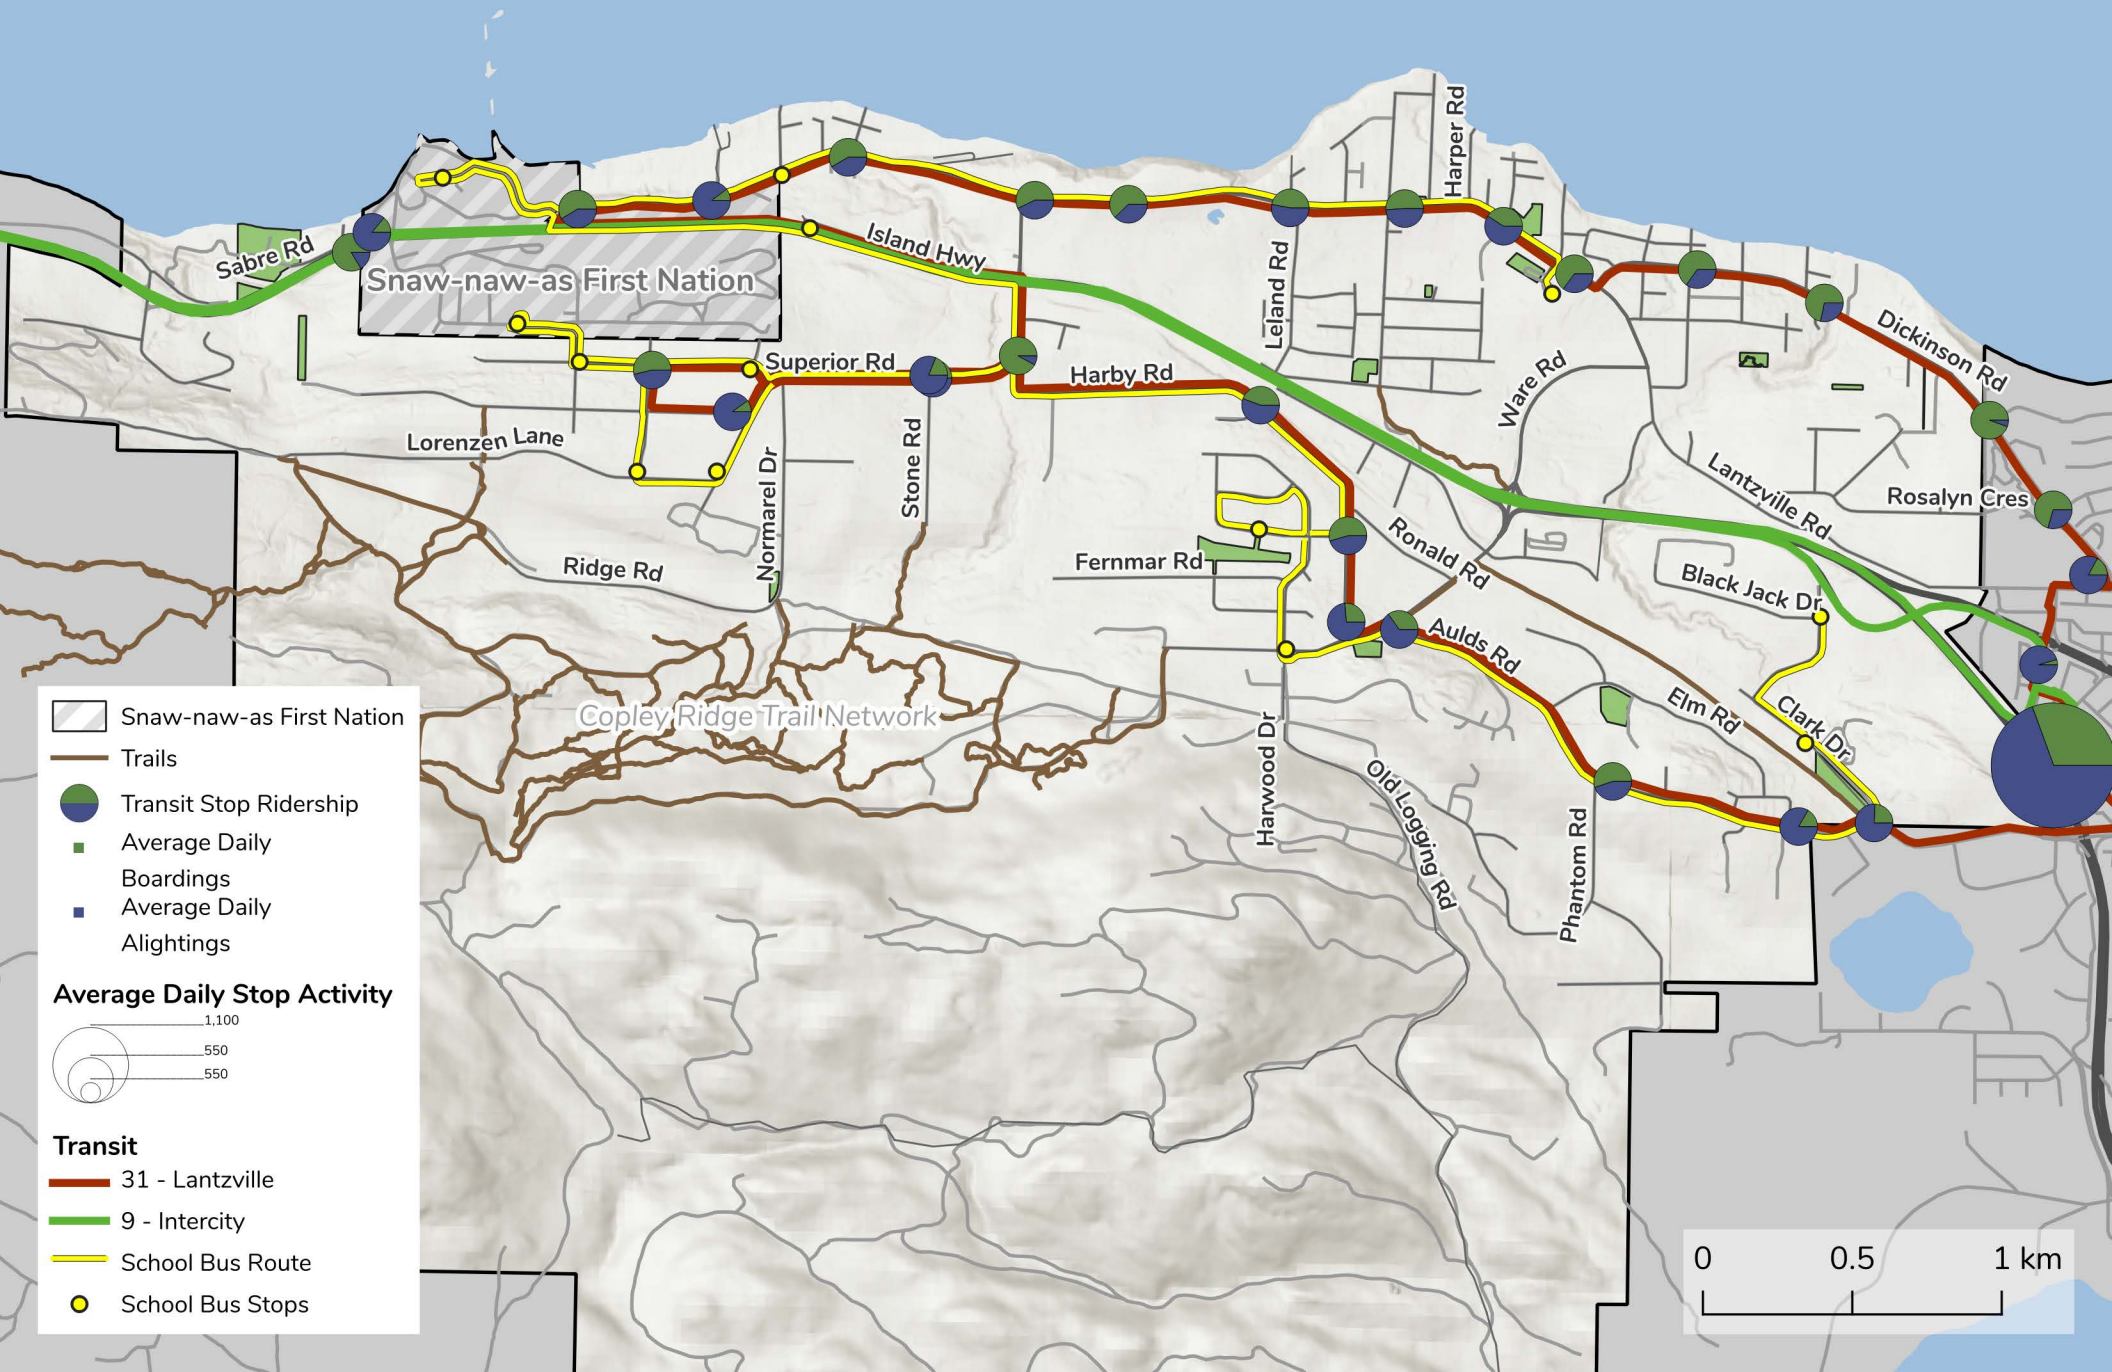 Harper Rd
Sabre Rd
Island Hwy
Snaw-naw-as First Nation
Leland Rd
Dickinson Rd
Superior Rd
Harby Rd
Ware Rd
Lorenzen Lane
Stone Rd
Normarel Dr
Lantzville Rd
Rosalyn Cres
Ronald Rd
Ridge Rd
Fernmar Rd
Black Jack Dr
Aulds Rd
Elm Rd
Clark Dr
Copley Ridge Trail Network
Harwood Dr
Old Logging Rd
Phantom Rd
Snaw-naw-as First Nation
Trails
Transit Stop Ridership
Average Daily
Boardings
Average Daily
Alightings
Average Daily Stop Activity
1,100
550
550
Transit
31 - Lantzville
9 - Intercity
School Bus Route
School Bus Stops
0 0.5 1 km